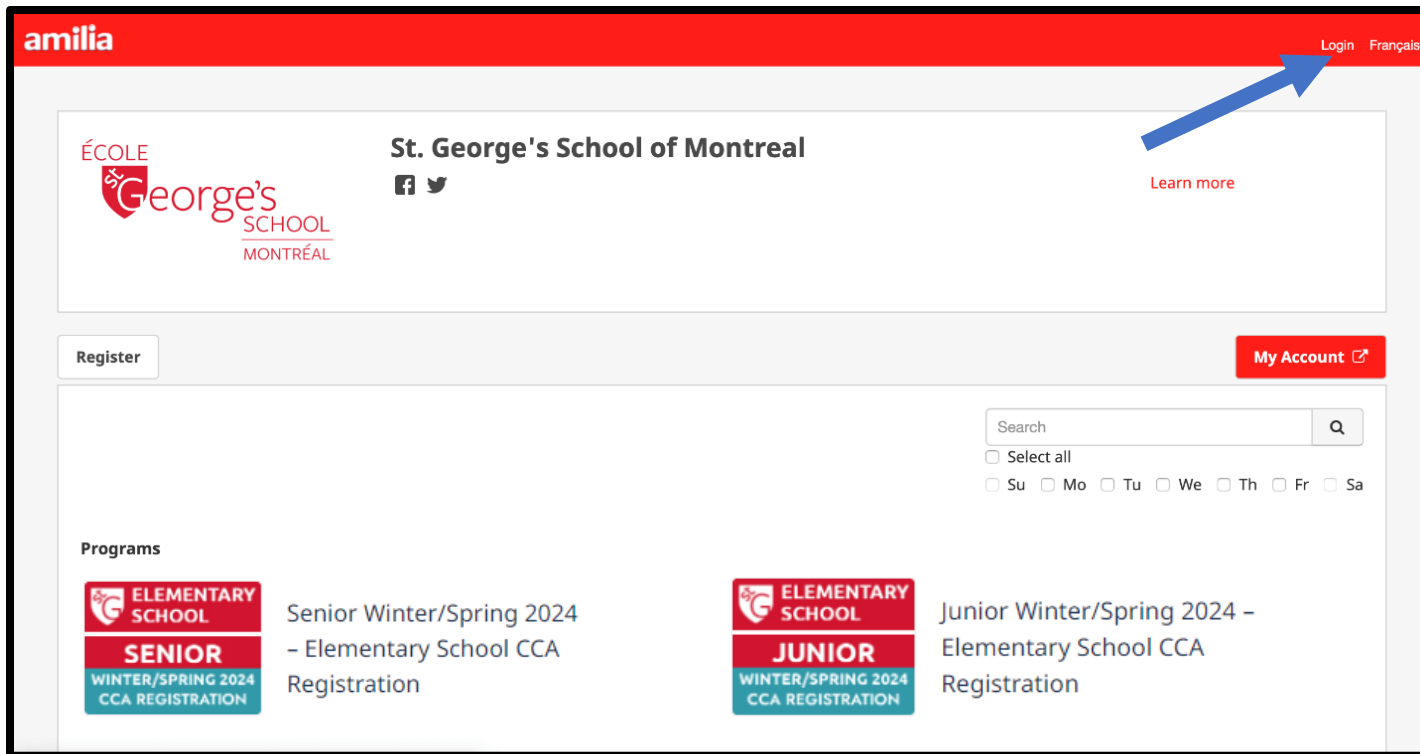 amilia
Login Français
ÉCOLE
St George's
SCHOOL
MONTRÉAL
St. George's School of Montreal
Learn more
Register
My Account
Search
Select all
Su Mo Tu We Th Fr Sa
Programs
SG ELEMENTARY
SCHOOL
SENIOR
WINTER/SPRING 2024
CCA REGISTRATION
Senior Winter/Spring 2024
– Elementary School CCA
Registration
SG ELEMENTARY
SCHOOL
JUNIOR
WINTER/SPRING 2024
CCA REGISTRATION
Junior Winter/Spring 2024 –
Elementary School CCA
Registration